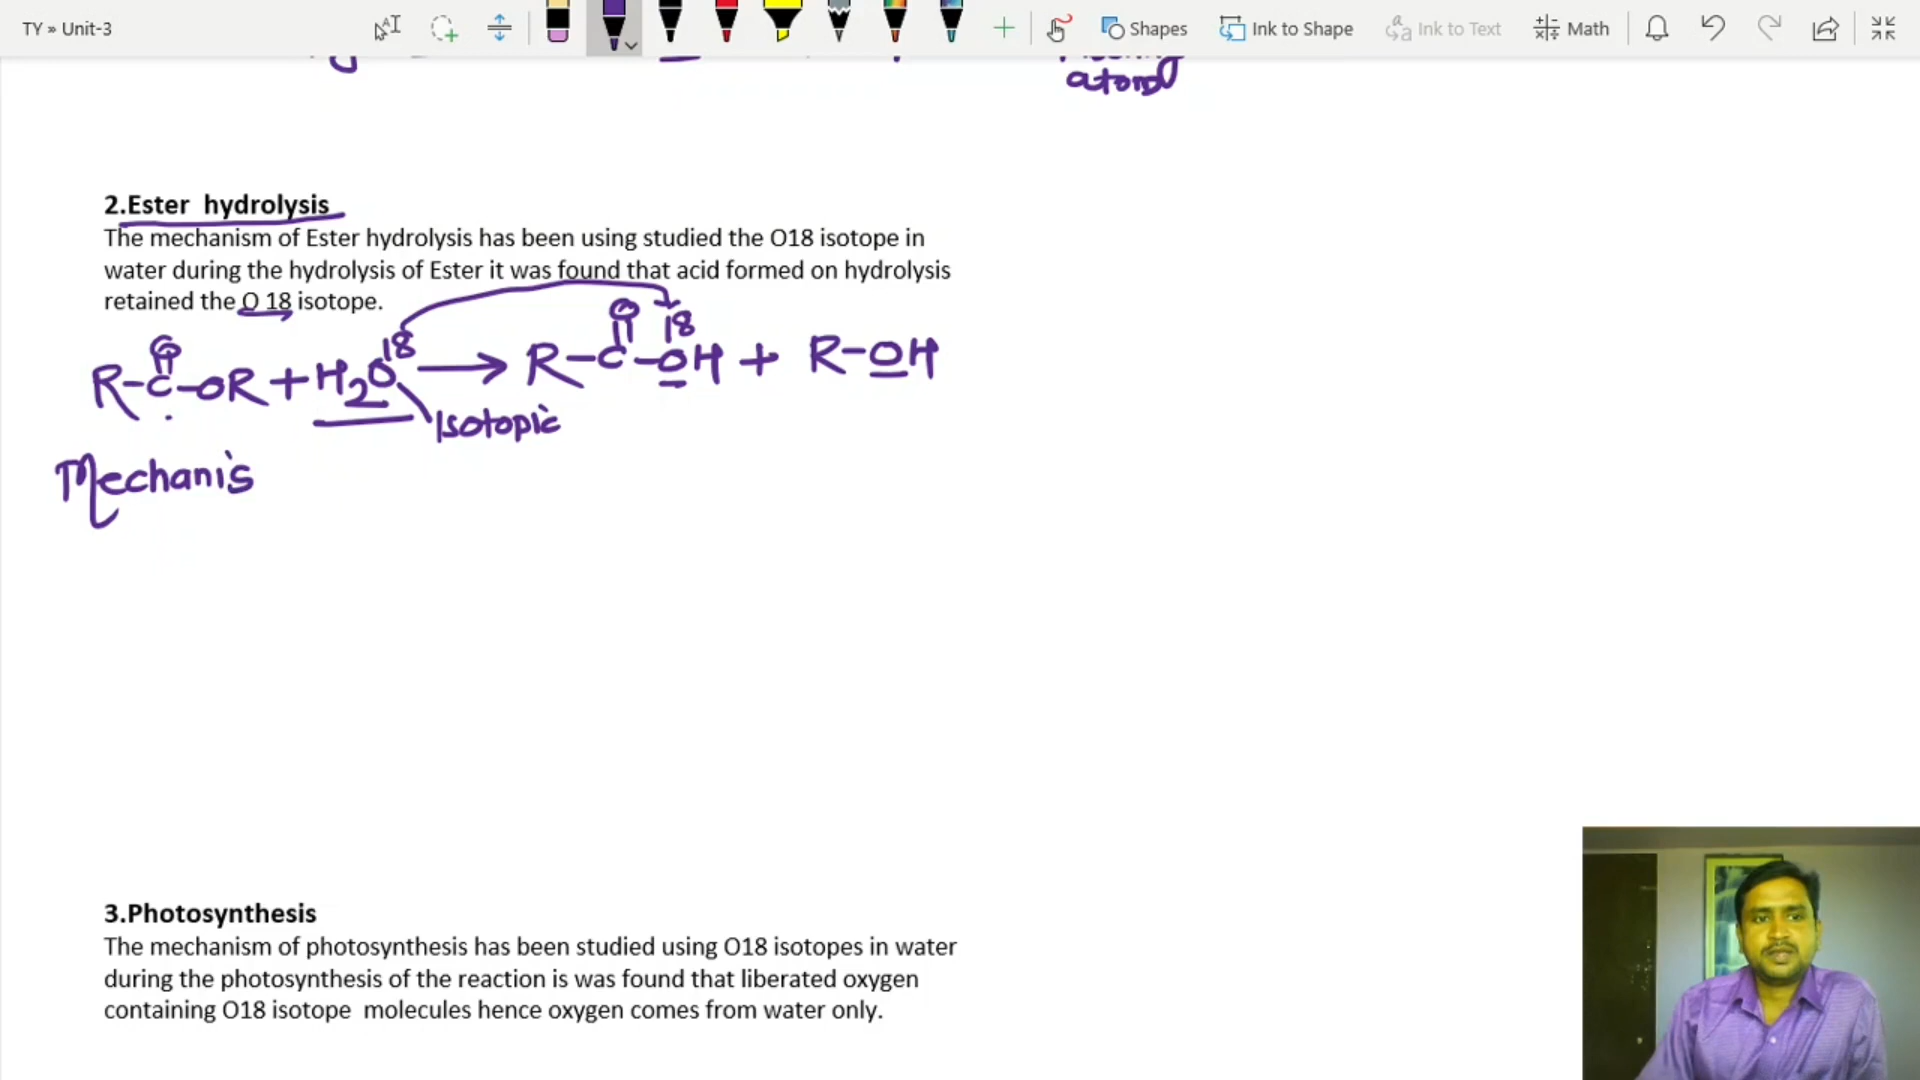 TY » Unit-3
Shapes
Ink to Shape
Ink to Text
Math
atom
2.Ester hydrolysis
The mechanism of Ester hydrolysis has been using studied the O18 isotope in
water during the hydrolysis of Ester it was found that acid formed on hydrolysis
retained the O 18 isotope.
R-C-OR + H2O18 → R-C-OH + R-OH
O
O 18
Isotopic
Mechanis
3.Photosynthesis
The mechanism of photosynthesis has been studied using O18 isotopes in water
during the photosynthesis of the reaction is was found that liberated oxygen
containing O18 isotope molecules hence oxygen comes from water only.